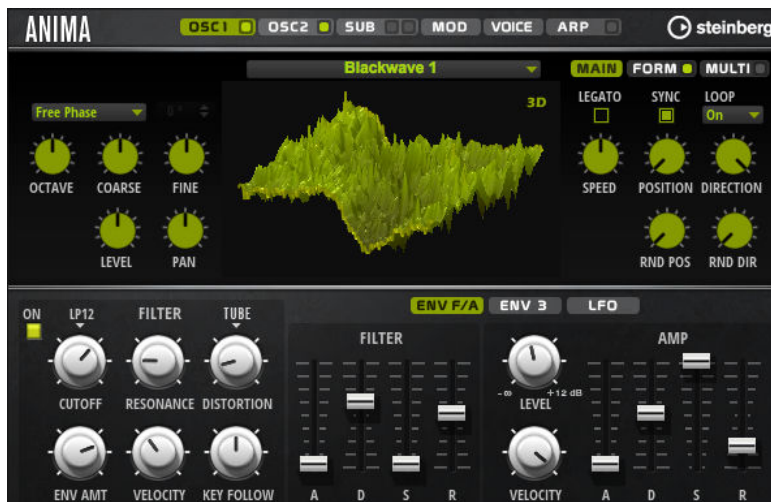 ANIMA OSC1 OSC2 SUB MOD VOICE ARP steinberg
Blackwave 1 MAIN FORM MULTI
3D LEGATO SYNC LOOP
Free Phase 0 ° On
OCTAVE COARSE FINE SPEED POSITION DIRECTION
LEVEL PAN RND POS RND DIR
ENV F/A ENV 3 LFO
ON LP12 FILTER TUBE
FILTER AMP
CUTOFF RESONANCE DISTORTION LEVEL
-∞ +12 dB
ENV AMT VELOCITY KEY FOLLOW A D S R VELOCITY A D S R